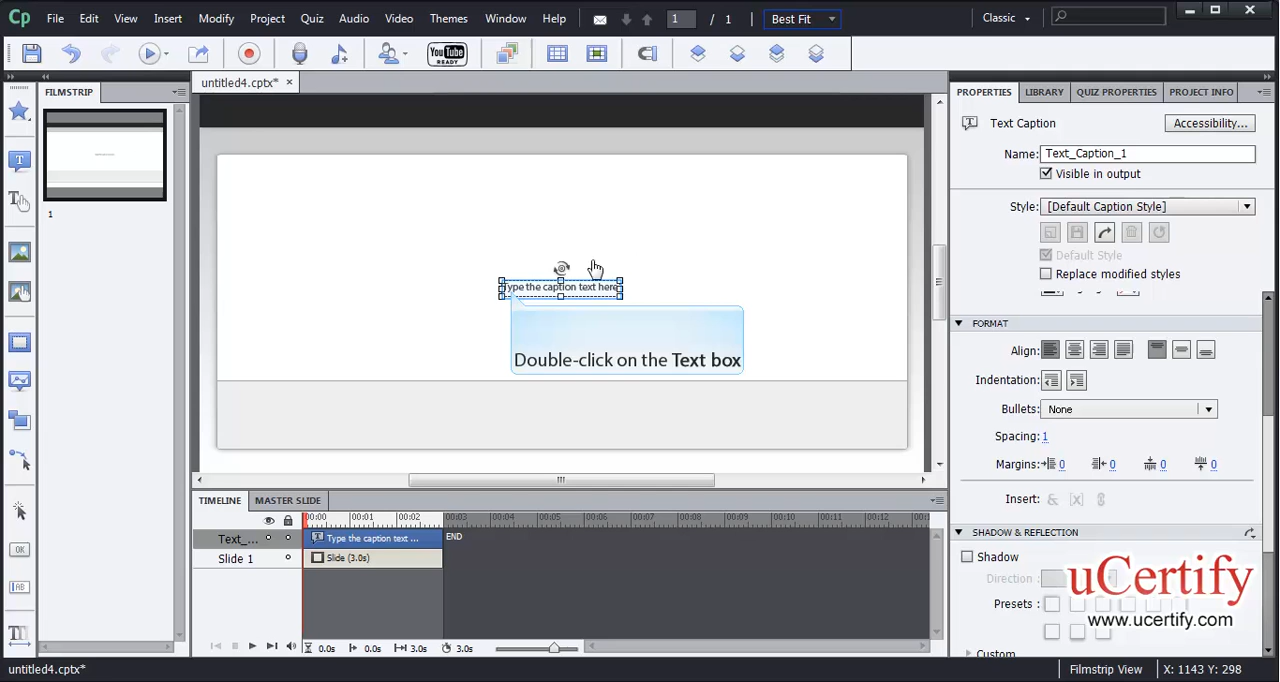 Cp File Edit View Insert Modify Project Quiz Audio Video Themes Window Help 1 / 1 Best Fit Classic
YouTube
READY
untitled4.cptx*
FILMSTRIP
1
Type the caption text here
Double-click on the Text box
PROPERTIES LIBRARY QUIZ PROPERTIES PROJECT INFO
Text Caption Accessibility...
Name: Text_Caption_1
Visible in output
Style: [Default Caption Style]
Default Style
Replace modified styles
FORMAT
Align:
Indentation:
Bullets: None
Spacing: 1
Margins: 0 0 0 0
Insert:
SHADOW & REFLECTION
Shadow
Direction :
Presets:
Custom
uCertify
www.ucertify.com
TIMELINE MASTER SLIDE
00:00 00:01 00:02 00:03 00:04 00:05 00:06 00:07 00:08 00:09 00:10 00:11 00:12
Text_... Type the caption text ... END
Slide 1 Slide (3.0s)
0.0s 0.0s 3.0s 3.0s
untitled4.cptx* Filmstrip View X: 1143 Y: 298